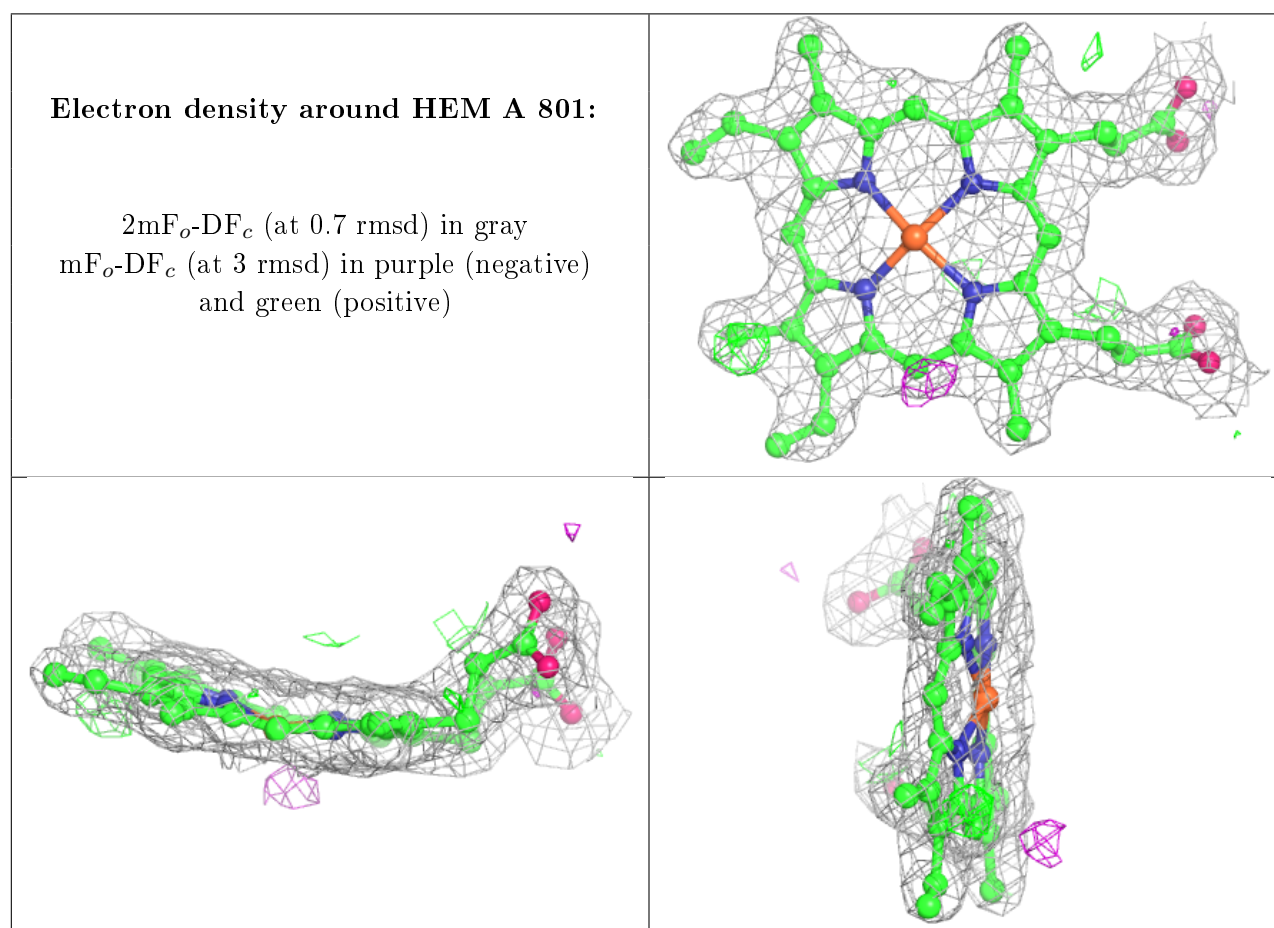 Electron density around HEM A 801:
2mFo-DFc (at 0.7 rmsd) in gray
mFo-DFc (at 3 rmsd) in purple (negative)
and green (positive)